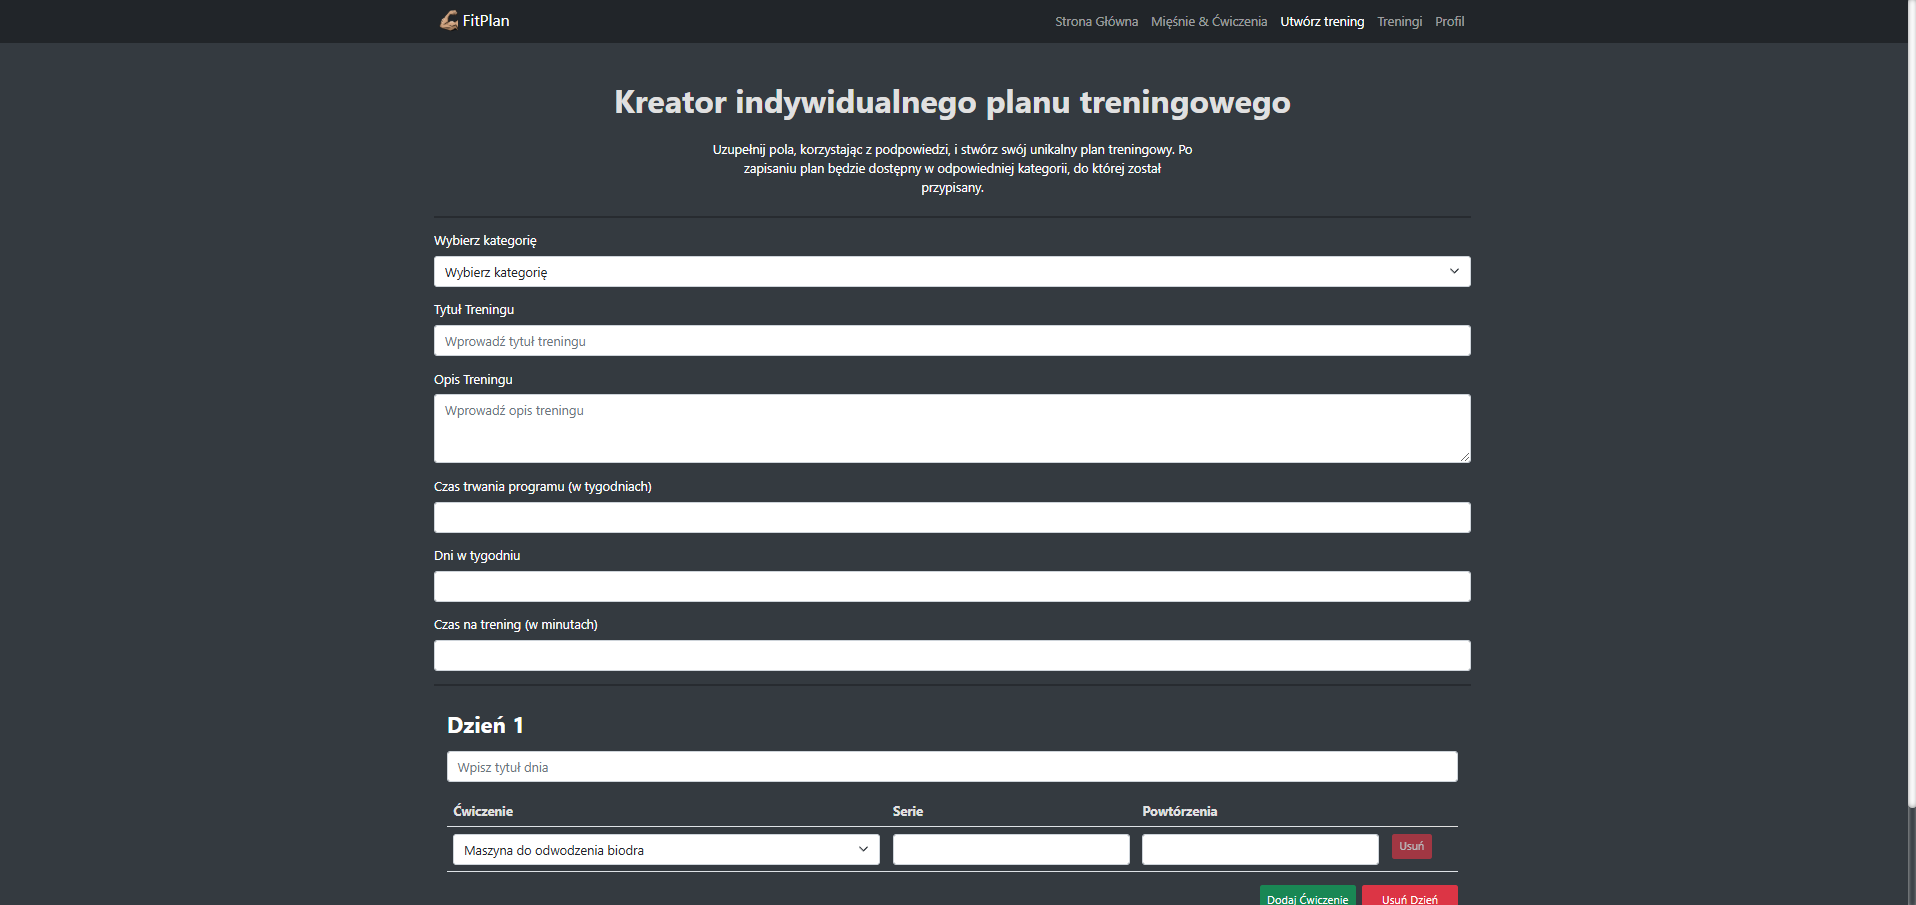 FitPlan
Strona Główna Mięśnie & Ćwiczenia Utwórz trening Treningi Profil
Kreator indywidualnego planu treningowego
Uzupełnij pola, korzystając z podpowiedzi, i stwórz swój unikalny plan treningowy. Po
zapisaniu plan będzie dostępny w odpowiedniej kategorii, do której został
przypisany.
Wybierz kategorię
Wybierz kategorię
Tytuł Treningu
Wprowadź tytuł treningu
Opis Treningu
Wprowadź opis treningu
Czas trwania programu (w tygodniach)
Dni w tygodniu
Czas na trening (w minutach)
Dzień 1
Wpisz tytuł dnia
Ćwiczenie Serie Powtórzenia
Maszyna do odwodzenia biodra Usuń
Dodaj Ćwiczenie Usuń Dzień